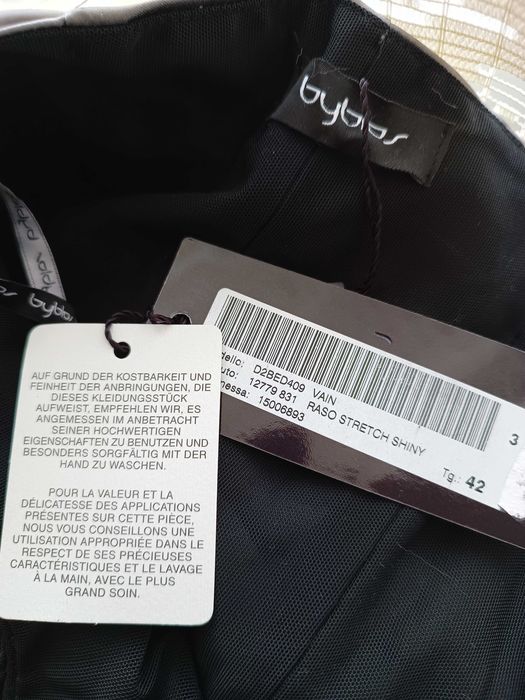 byblos
dello: D2BED409 VAIN
uto: 12779 831 RASO STRETCH SHINY
messa: 15006893
Tg.: 42
3
byblos
AUF GRUND DER KOSTBARKEIT UND
FEINHEIT DER ANBRINGUNGEN, DIE
DIESES KLEIDUNGSSTÜCK
AUFWEIST, EMPFEHLEN WIR, ES
ANGEMESSEN IM ANBETRACHT
SEINER HOCHWERTIGEN
EIGENSCHAFTEN ZU BENUTZEN UND
BESONDERS SORGFÄLTIG MIT DER
HAND ZU WASCHEN.
POUR LA VALEUR ET LA
DÉLICATESSE DES APPLICATIONS
PRÉSENTES SUR CETTE PIÈCE,
NOUS VOUS CONSEILLONS UNE
UTILISATION APPROPRIÉE DANS LE
RESPECT DE SES PRÉCIEUSES
CARACTÉRISTIQUES ET LE LAVAGE
À LA MAIN, AVEC LE PLUS
GRAND SOIN.